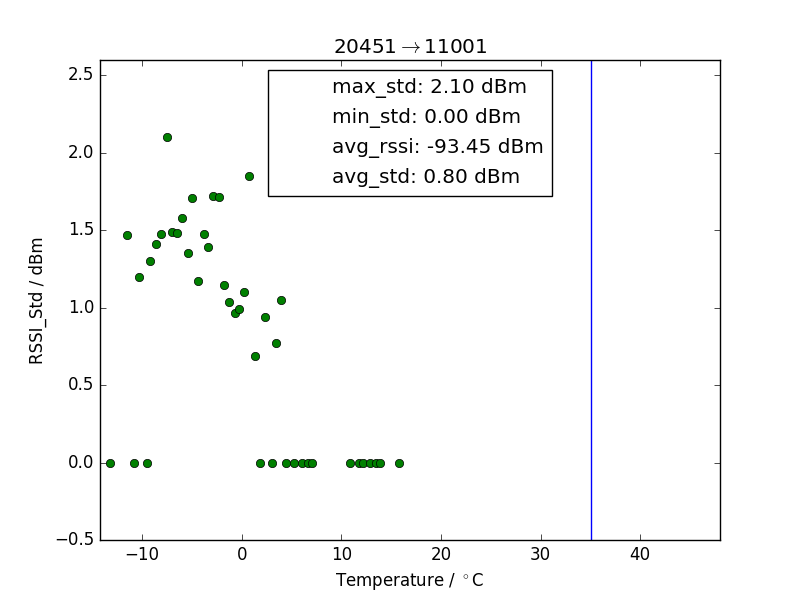 20451→11001
max_std: 2.10 dBm
min_std: 0.00 dBm
avg_rssi: -93.45 dBm
avg_std: 0.80 dBm
2.5
2.0
1.5
1.0
0.5
0.0
−0.5
RSSI_Std / dBm
−10 0 10 20 30 40
Temperature / °C